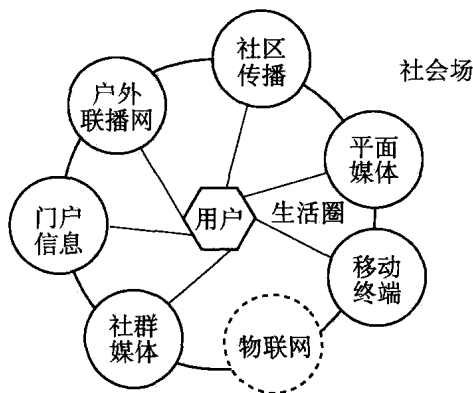 社区
传播
社会场
户外
联播网
平面
媒体
用户
生活圈
门户
信息
移动
终端
社群
媒体
物联网